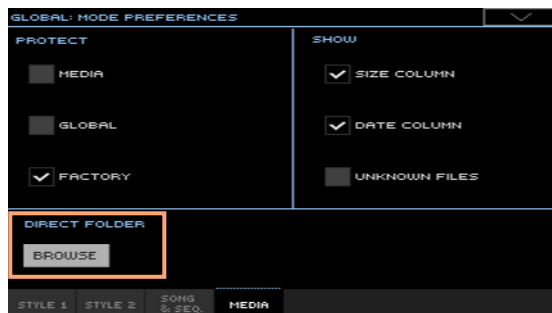 GLOBAL: MODE PREFERENCES
PROTECT
SHOW
MEDIA
SIZE COLUMN
GLOBAL
DATE COLUMN
FACTORY
UNKNOWN FILES
DIRECT FOLDER
BROWSE
STYLE 1
STYLE 2
SONG
& SEQ.
MEDIA